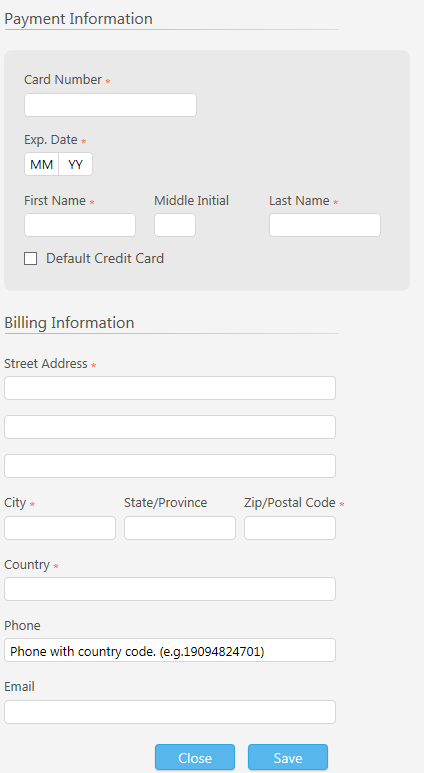 Payment Information
Card Number *
Exp. Date *
MM YY
First Name * Middle Initial Last Name *
Default Credit Card
Billing Information
Street Address *
City * State/Province Zip/Postal Code *
Country *
Phone
Phone with country code. (e.g.19094824701)
Email
Close Save